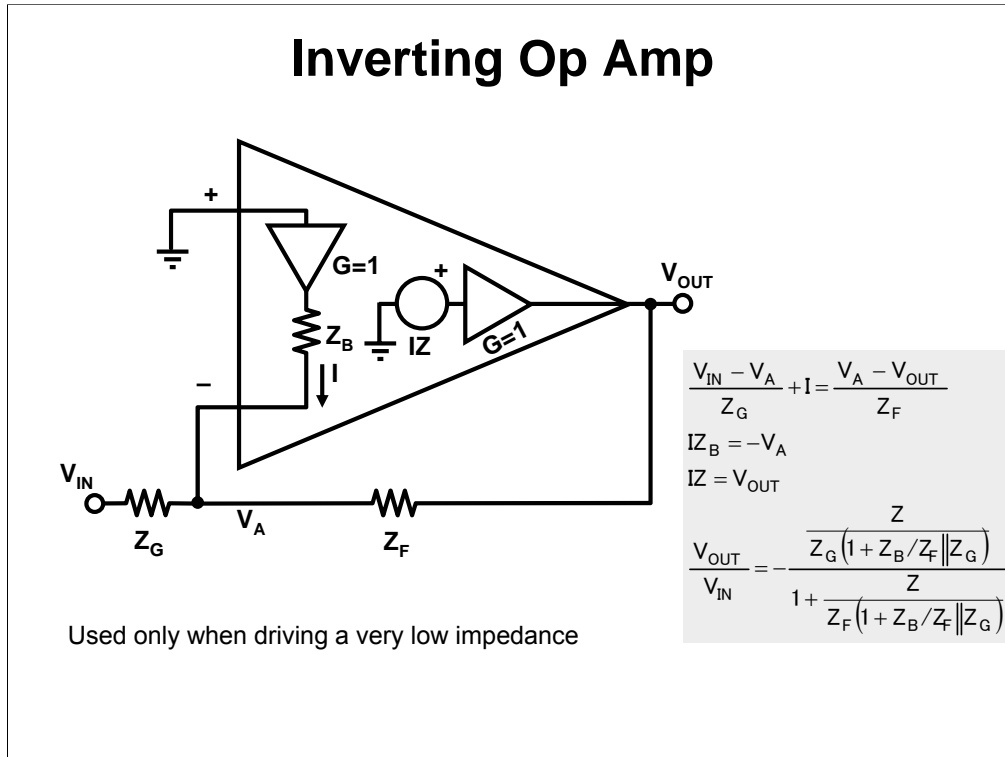 Inverting Op Amp
+
G=1
Z_B
I
–
+
IZ
G=1
V_OUT
V_IN
Z_G
V_A
Z_F
(V_IN – V_A)/Z_G + I = (V_A – V_OUT)/Z_F
IZ_B = –V_A
IZ = V_OUT
V_OUT/V_IN = – (Z/(Z_G(1 + Z_B/Z_F‖Z_G)))/(1 + Z/(Z_F(1 + Z_B/Z_F‖Z_G)))
Used only when driving a very low impedance